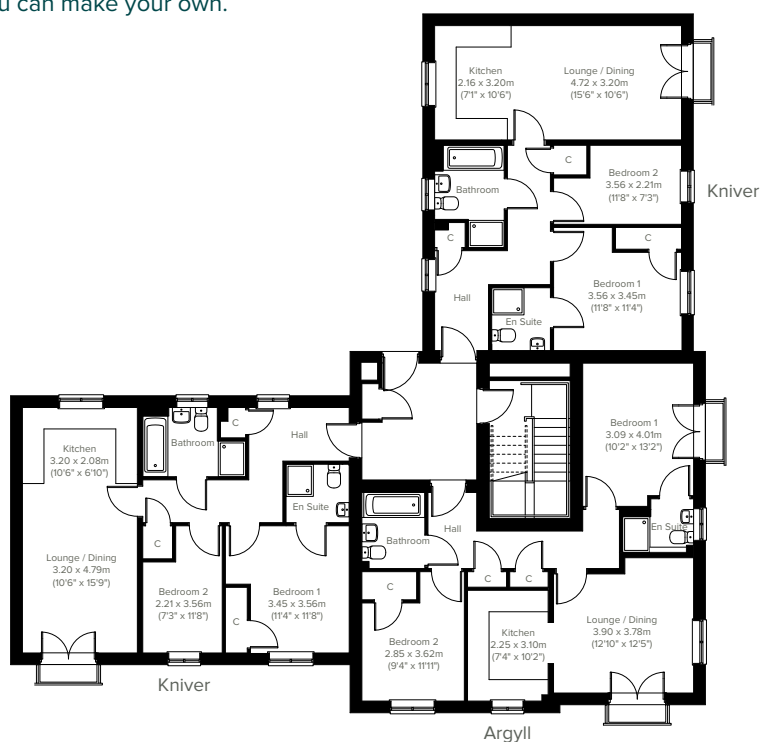 u can make your own.
Kitchen
2.16 x 3.20m
(7'1" x 10'6")
Lounge / Dining
4.72 x 3.20m
(15'6" x 10'6")
C
Bedroom 2
3.56 x 2.21m
(11'8" x 7'3")
Kniver
Bathroom
C
C
Bedroom 1
3.56 x 3.45m
(11'8" x 11'4")
Hall
En Suite
Kitchen
3.20 x 2.08m
(10'6" x 6'10")
Bathroom
C
Hall
En Suite
Lounge / Dining
3.20 x 4.79m
(10'6" x 15'9")
C
Bedroom 2
2.21 x 3.56m
(7'3" x 11'8")
Bedroom 1
3.45 x 3.56m
(11'4" x 11'8")
C
Kniver
Bedroom 1
3.09 x 4.01m
(10'2" x 13'2")
En Suite
Bathroom
Hall
C
C
C
Bedroom 2
2.85 x 3.62m
(9'4" x 11'11")
Kitchen
2.25 x 3.10m
(7'4" x 10'2")
Lounge / Dining
3.90 x 3.78m
(12'10" x 12'5")
Argyll